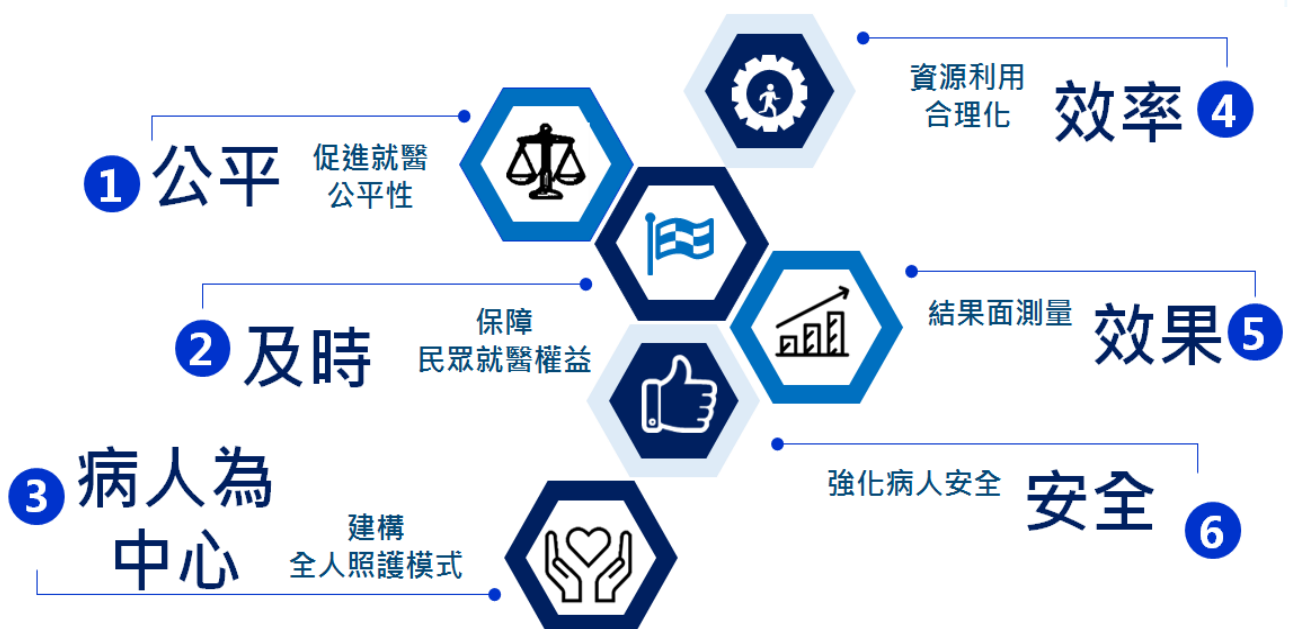 1
公平
促進就醫
公平性
2
及時
保障
民眾就醫權益
3
病人為
中心
建構
全人照護模式
資源利用
合理化
效率
4
結果面測量
效果
5
強化病人安全
安全
6